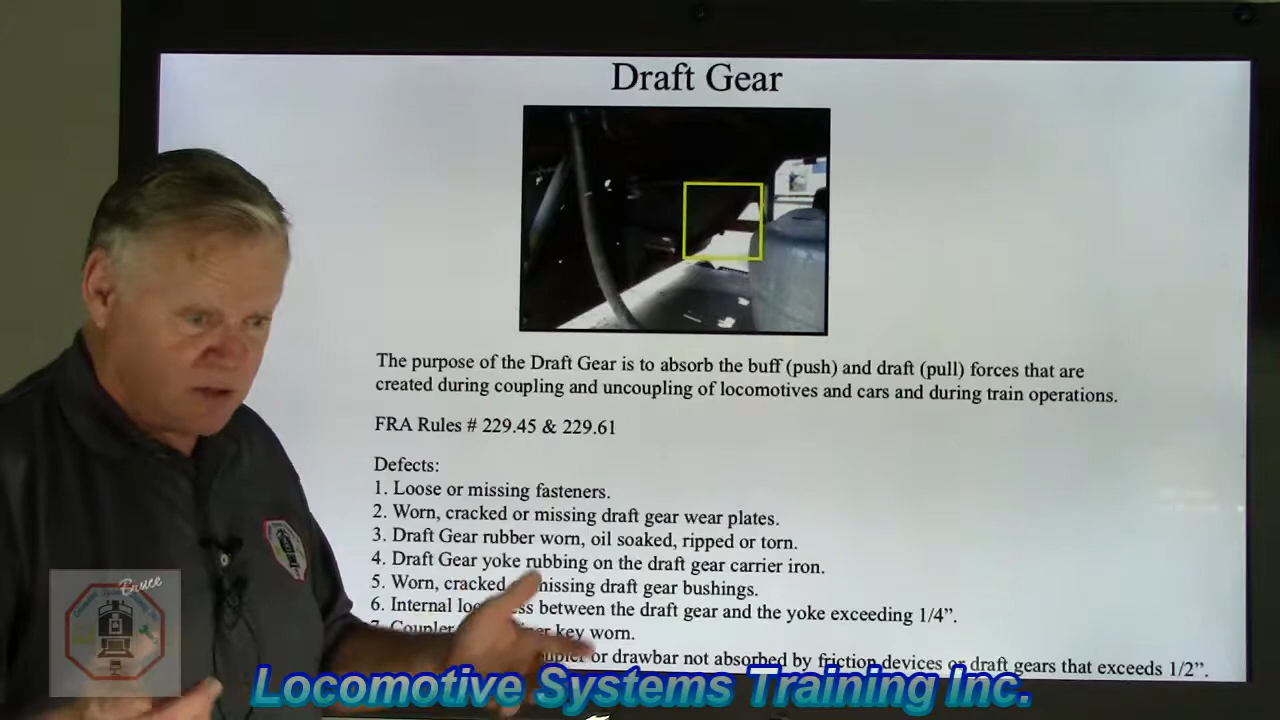 Draft Gear
The purpose of the Draft Gear is to absorb the buff (push) and draft (pull) forces that are
created during coupling and uncoupling of locomotives and cars and during train operations.
FRA Rules # 229.45 & 229.61
Defects:
1. Loose or missing fasteners.
2. Worn, cracked or missing draft gear wear plates.
3. Draft Gear rubber worn, oil soaked, ripped or torn.
4. Draft Gear yoke rubbing on the draft gear carrier iron.
5. Worn, cracked missing draft gear bushings.
6. Internal between the draft gear and the yoke exceeding 1/4”.
7. Coupler key worn.
or drawbar not absorbed by friction devices or draft gears that exceeds 1/2”.
Bruce
Locomotive Systems Training Inc.